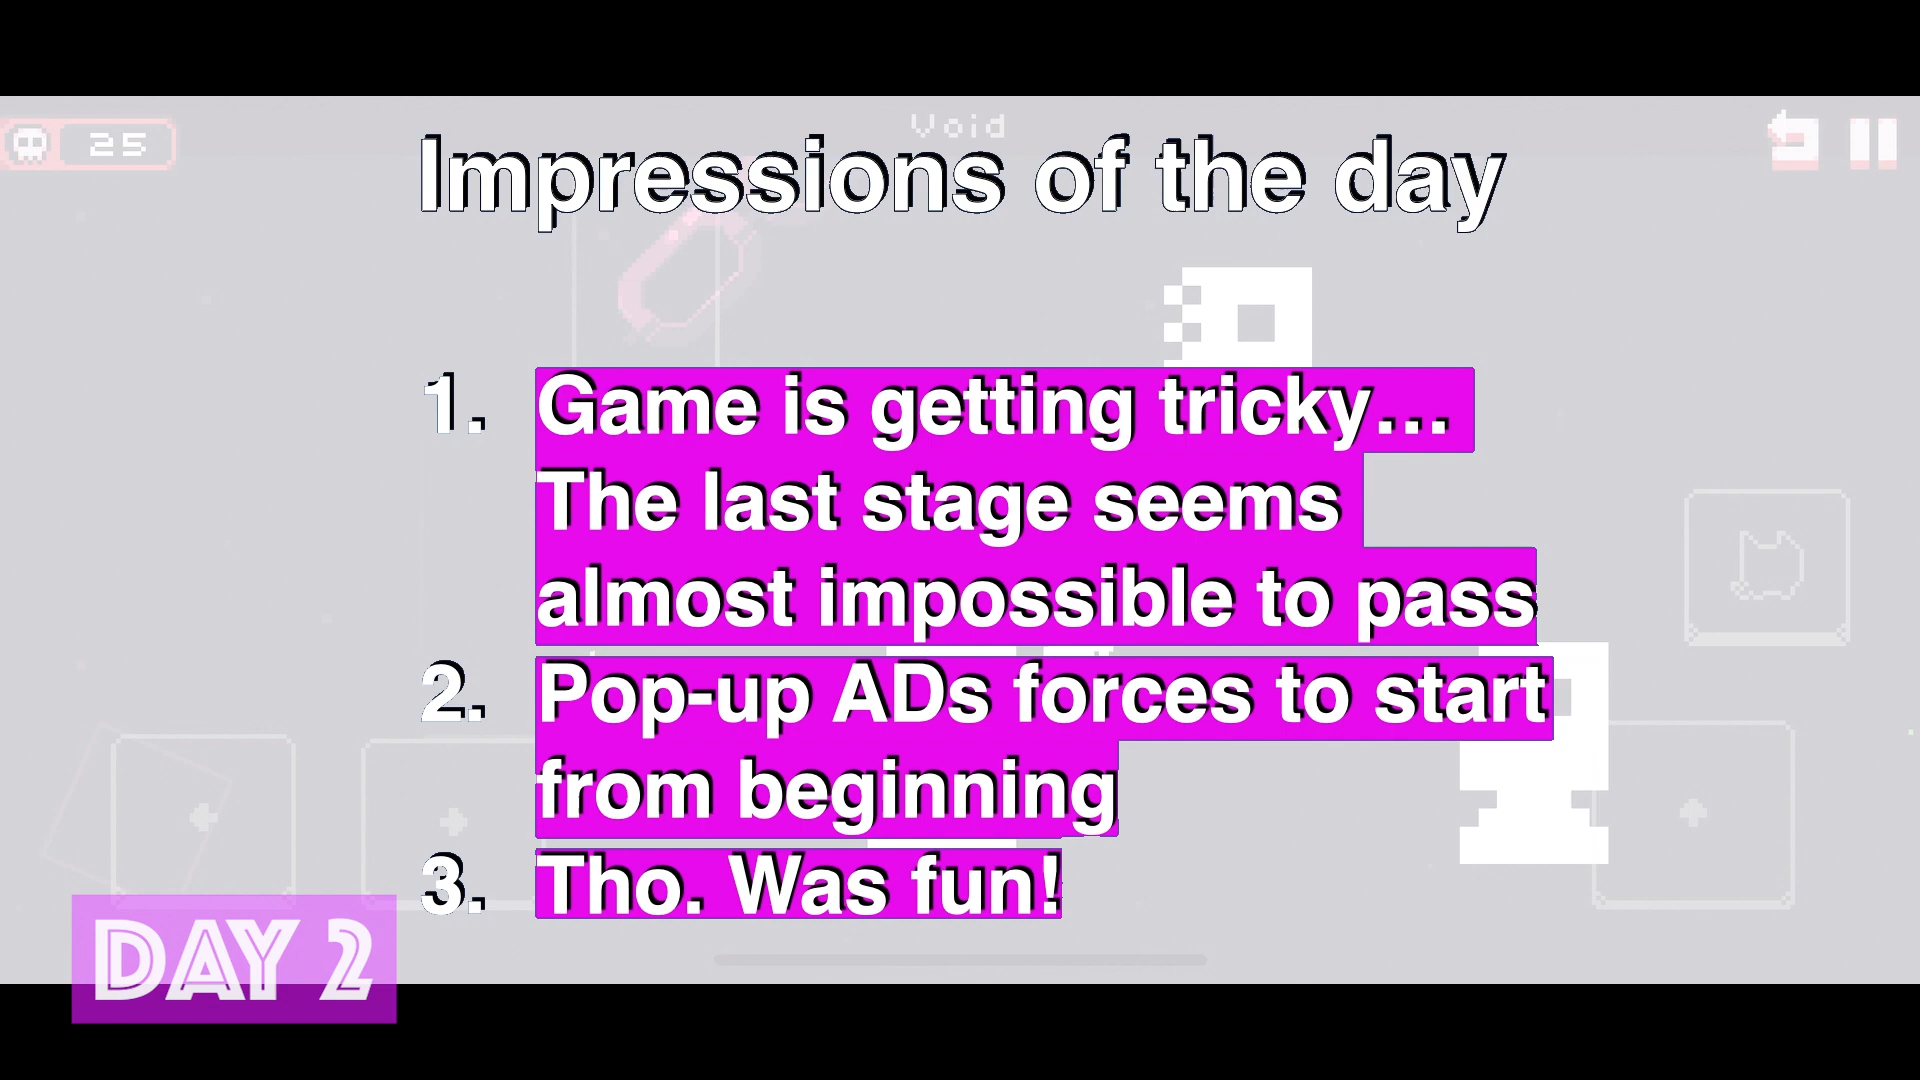 25
Void
Impressions of the day
1. Game is getting tricky...
The last stage seems
almost impossible to pass
2. Pop-up ADs forces to start
from beginning
3. Tho. Was fun!
DAY 2